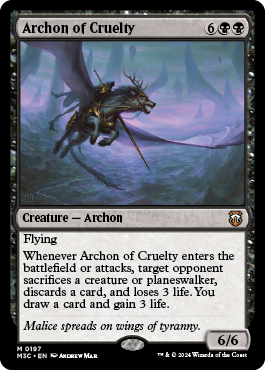 Archon of Cruelty 6
Creature — Archon
Flying
Whenever Archon of Cruelty enters the
battlefield or attacks, target opponent
sacrifices a creature or planeswalker,
discards a card, and loses 3 life. You
draw a card and gain 3 life.
Malice spreads on wings of tyranny.
6/6
M 0197
M3C • EN Andrew Mar
™ & © 2024 Wizards of the Coast